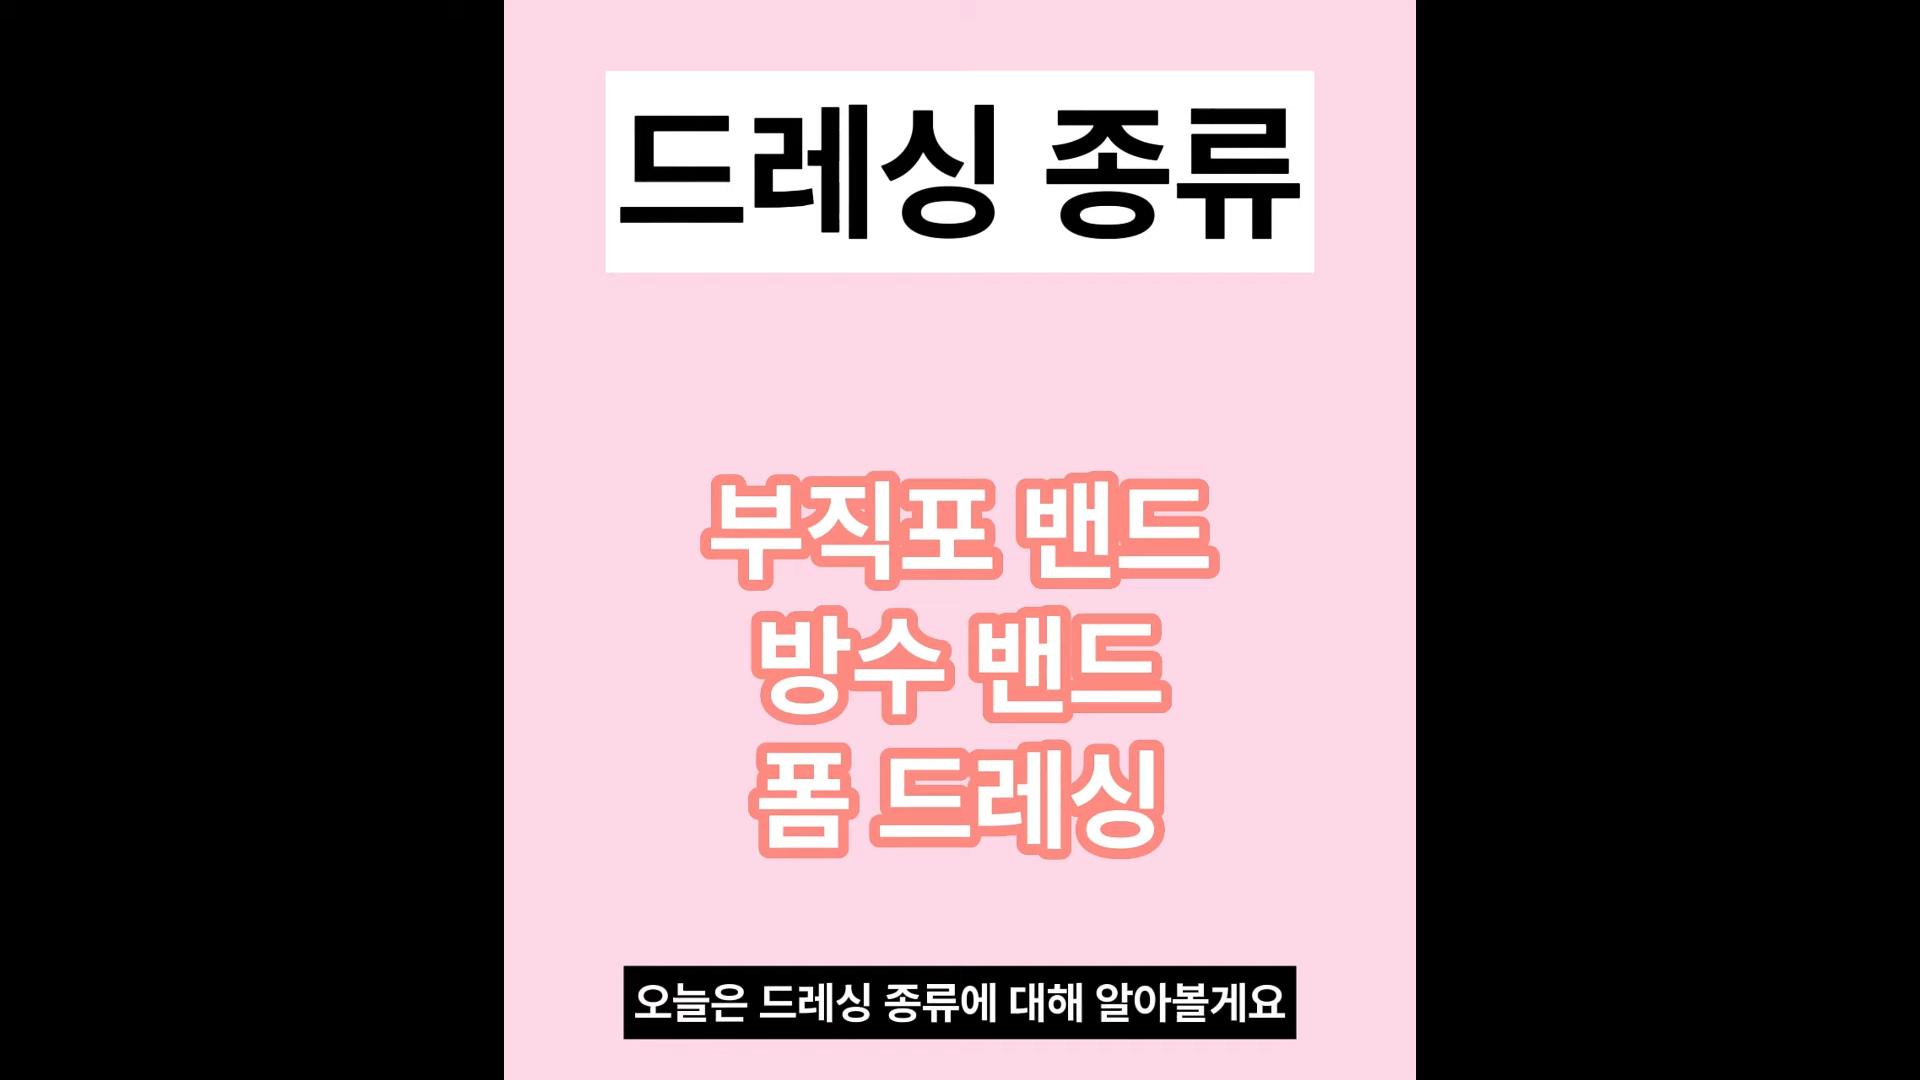 드레싱 종류
부직포 밴드
방수 밴드
폼 드레싱
오늘은 드레싱 종류에 대해 알아볼게요